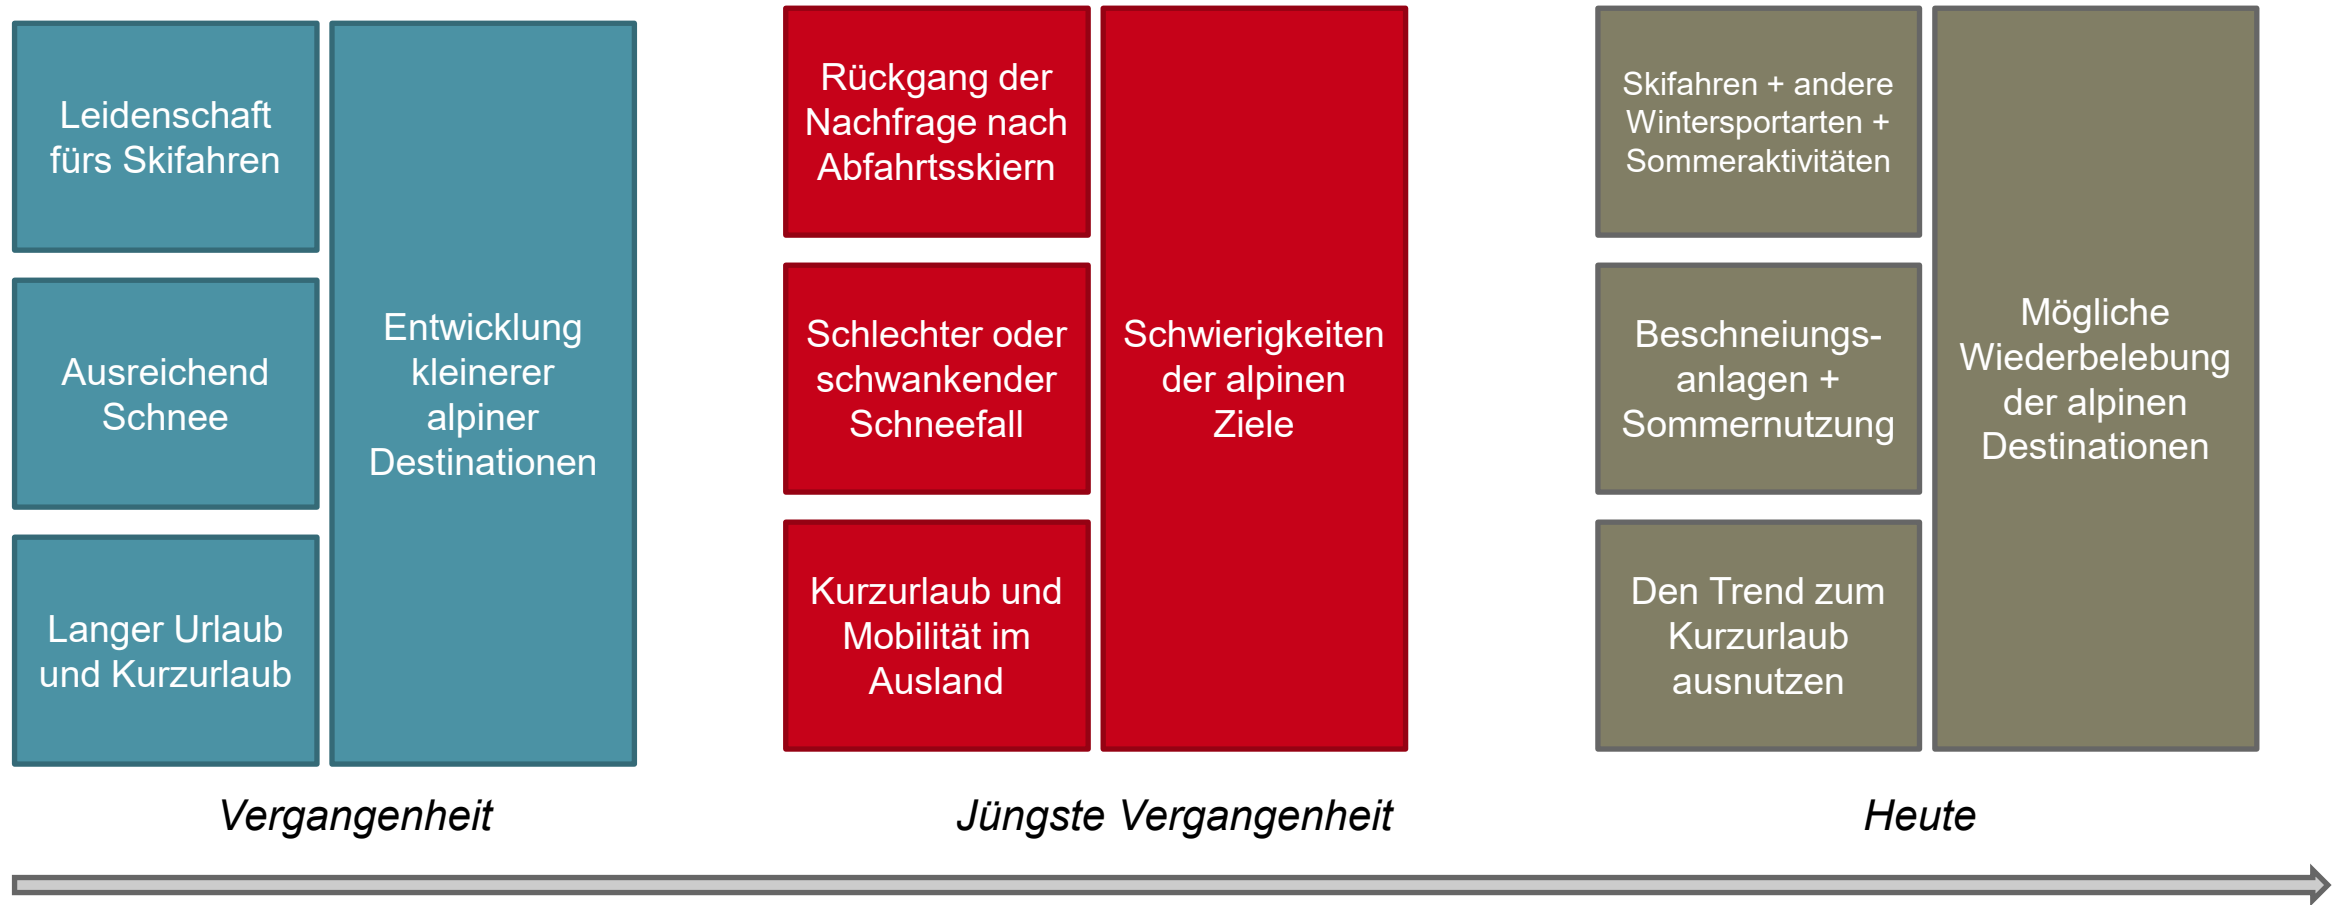 Leidenschaft
fürs Skifahren
Ausreichend
Schnee
Langer Urlaub
und Kurzurlaub
Entwicklung
kleinerer
alpiner
Destinationen
Vergangenheit
Rückgang der
Nachfrage nach
Abfahrtsskiern
Schlechter oder
schwankender
Schneefall
Kurzurlaub und
Mobilität im
Ausland
Schwierigkeiten
der alpinen
Ziele
Jüngste Vergangenheit
Skifahren + andere
Wintersportarten +
Sommeraktivitäten
Beschneiungs-
anlagen +
Sommernutzung
Den Trend zum
Kurzurlaub
ausnutzen
Mögliche
Wiederbelebung
der alpinen
Destinationen
Heute